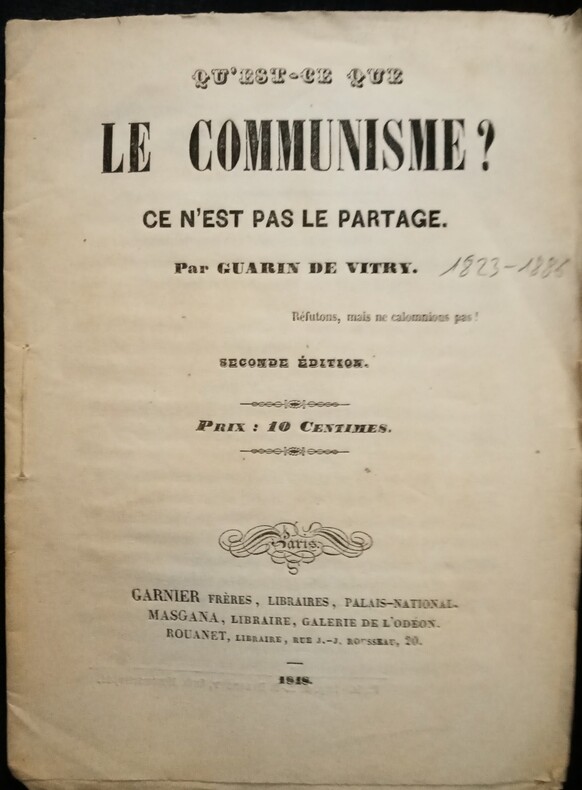 QU'EST-CE QUE
LE COMMUNISME?
CE N'EST PAS LE PARTAGE.
Par GUARIN DE VITRY. 1823-1886
Réfutons, mais ne calomnions pas!
SECONDE ÉDITION.
PRIX : 10 CENTIMES.
Paris.
GARNIER FRÈRES, LIBRAIRES, PALAIS-NATIONAL.
MASGANA, LIBRAIRE, GALERIE DE L'ODÉON.
ROUANET, LIBRAIRE, RUE J.-J. ROUSSEAU, 20.
1848.